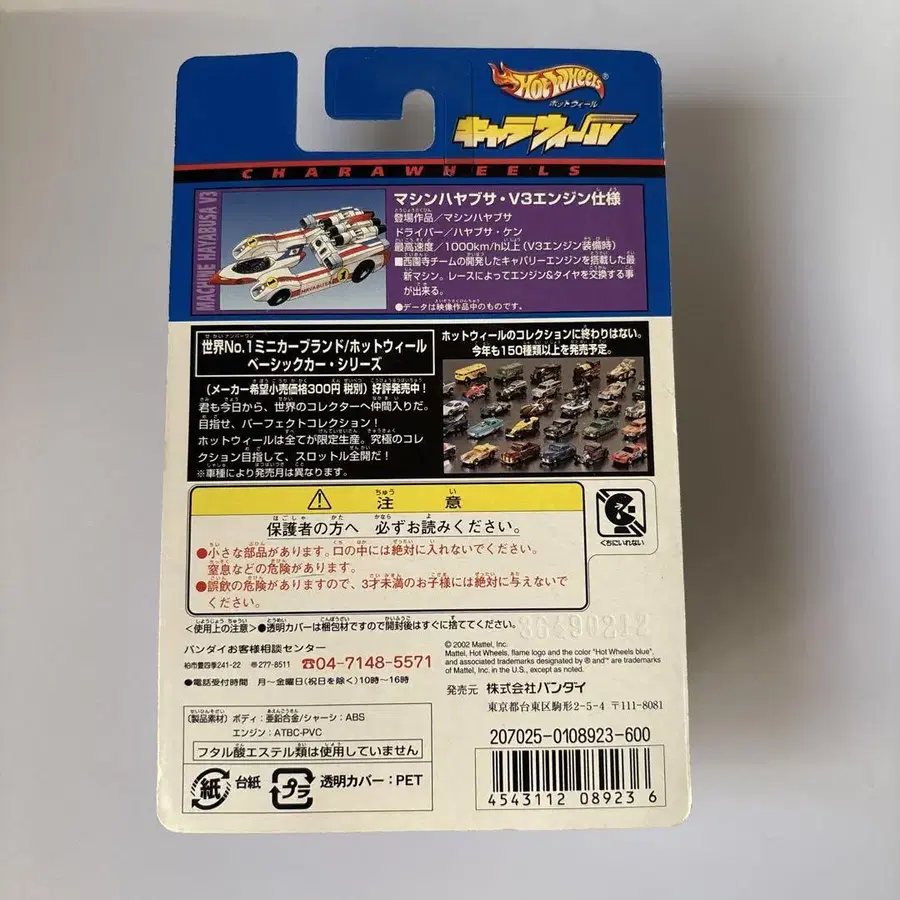 Hot Wheels®
ホットウィール
キャラウィール
CHARAWHEELS
MACHINE HAYABUSA V3
マシンハヤブサ・V3エンジン仕様
登場作品／マシンハヤブサ
ドライバー／ハヤブサ・ケン
最高速度／1000km/h以上(V3エンジン装備時)
■西園寺チームの開発したキャバリーエンジンを搭載した最
新マシン。レースによってエンジン&タイヤを交換する事
が出来る。
●データは映像作品中のものです。
HAYABUSA
1
世界No.1ミニカーブランド/ホットウィール
ベーシックカー・シリーズ
(メーカー希望小売価格300円 税別) 好評発売中！
君も今日から、世界のコレクターへ仲間入りだ。
目指せ、パーフェクトコレクション！
ホットウィールは全てが限定生産。究極のコレ
クション目指して、スロットル全開だ！
※車種により発売月は異なります。
ホットウィールのコレクションに終わりはない。
今年も150種類以上を発売予定。
注意
保護者の方へ 必ずお読みください。
●小さな部品があります。口の中には絶対に入れないでください。
窒息などの危険があります。
●誤飲の危険がありますので、3才未満のお子様には絶対に与えないで
ください。
くちにいれない
<使用上の注意>●透明カバーは梱包材ですので開封後はすぐに捨ててください。
バンダイお客様相談センター
柏市豊四季241-22 〒277-8511 ☎04-7148-5571
●電話受付時間 月〜金曜日(祝日を除く)10時〜16時
©2002 Mattel, Inc.
Mattel, Hot Wheels, flame logo and the color "Hot Wheels blue",
and associated trademarks designated by ® and™ are trademarks
of Mattel, Inc. in the U.S., except as noted.
発売元 株式会社バンダイ
東京都台東区駒形2-5-4 〒111-8081
(製品素材) ボディ：亜鉛合金/シャーシ：ABS
エンジン：ATBC-PVC
フタル酸エステル類は使用していません
紙 台紙 プラ 透明カバー：PET
207025-0108923-600
4543112 08923 6